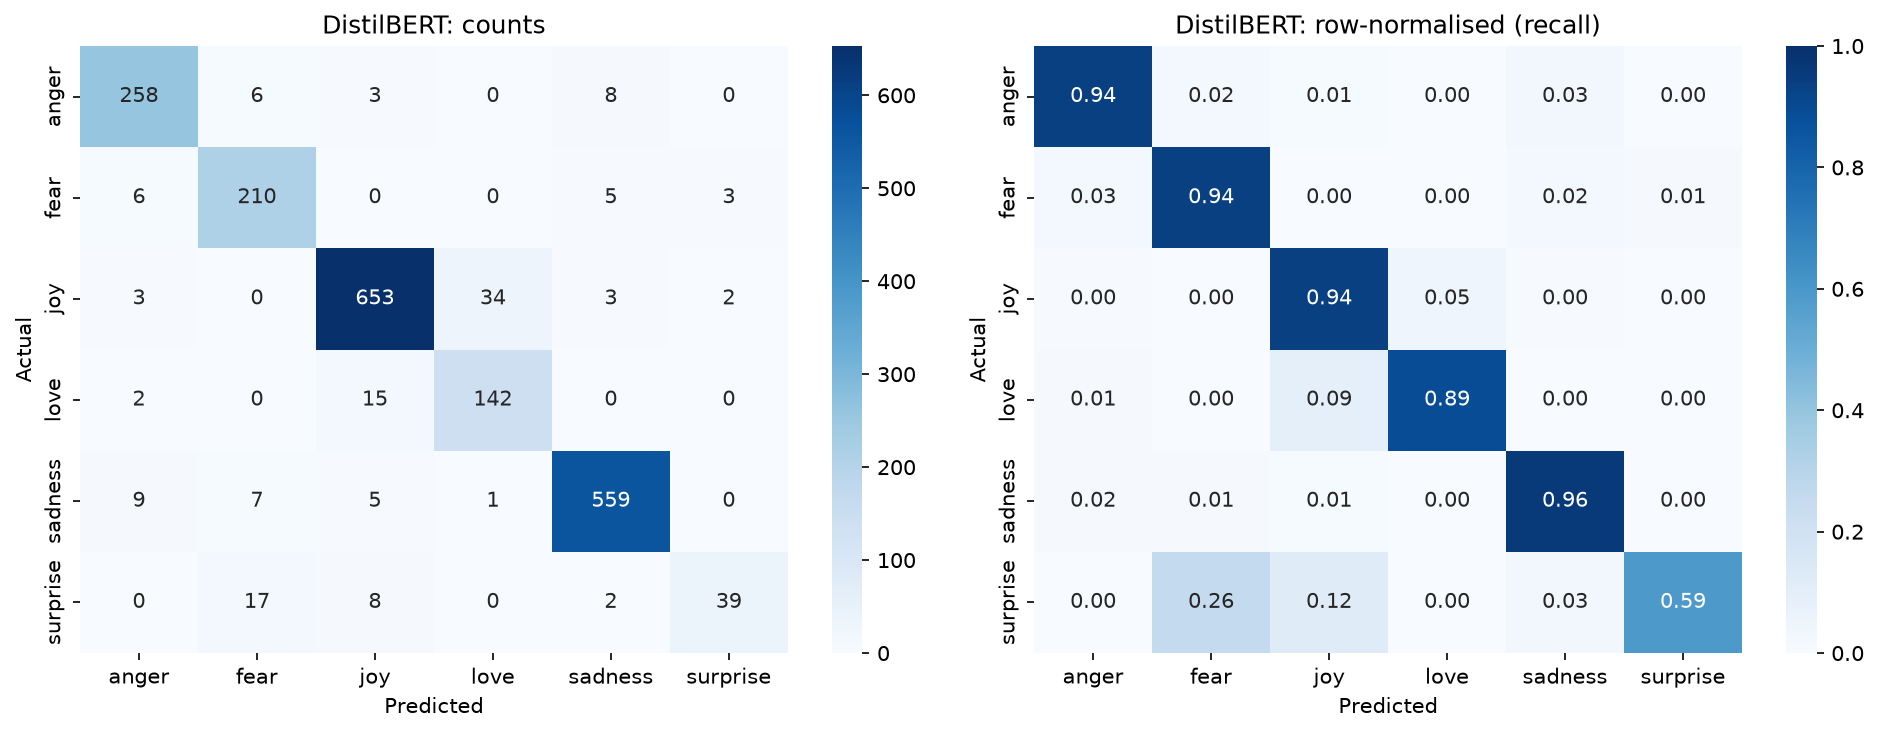 DistilBERT: counts
Actual
anger 258 6 3 0 8 0
fear 6 210 0 0 5 3
joy 3 0 653 34 3 2
love 2 0 15 142 0 0
sadness 9 7 5 1 559 0
surprise 0 17 8 0 2 39
anger fear joy love sadness surprise
Predicted
600
500
400
300
200
100
0
DistilBERT: row-normalised (recall)
Actual
anger 0.94 0.02 0.01 0.00 0.03 0.00
fear 0.03 0.94 0.00 0.00 0.02 0.01
joy 0.00 0.00 0.94 0.05 0.00 0.00
love 0.01 0.00 0.09 0.89 0.00 0.00
sadness 0.02 0.01 0.01 0.00 0.96 0.00
surprise 0.00 0.26 0.12 0.00 0.03 0.59
anger fear joy love sadness surprise
Predicted
1.0
0.8
0.6
0.4
0.2
0.0